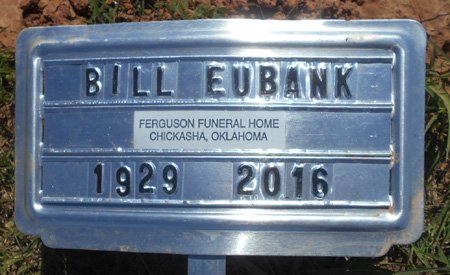 BILL EUBANK
FERGUSON FUNERAL HOME
CHICKASHA, OKLAHOMA
1929 2016